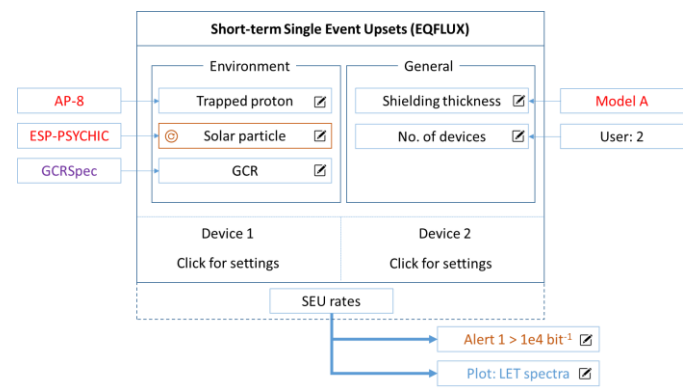 Short-term Single Event Upsets (EQFLUX)
Environment
General
AP-8
Trapped proton
Shielding thickness
Model A
ESP-PSYCHIC
Solar particle
No. of devices
User: 2
GCRSpec
GCR
Device 1
Device 2
Click for settings
Click for settings
SEU rates
Alert 1 > 1e4 bit⁻¹
Plot: LET spectra